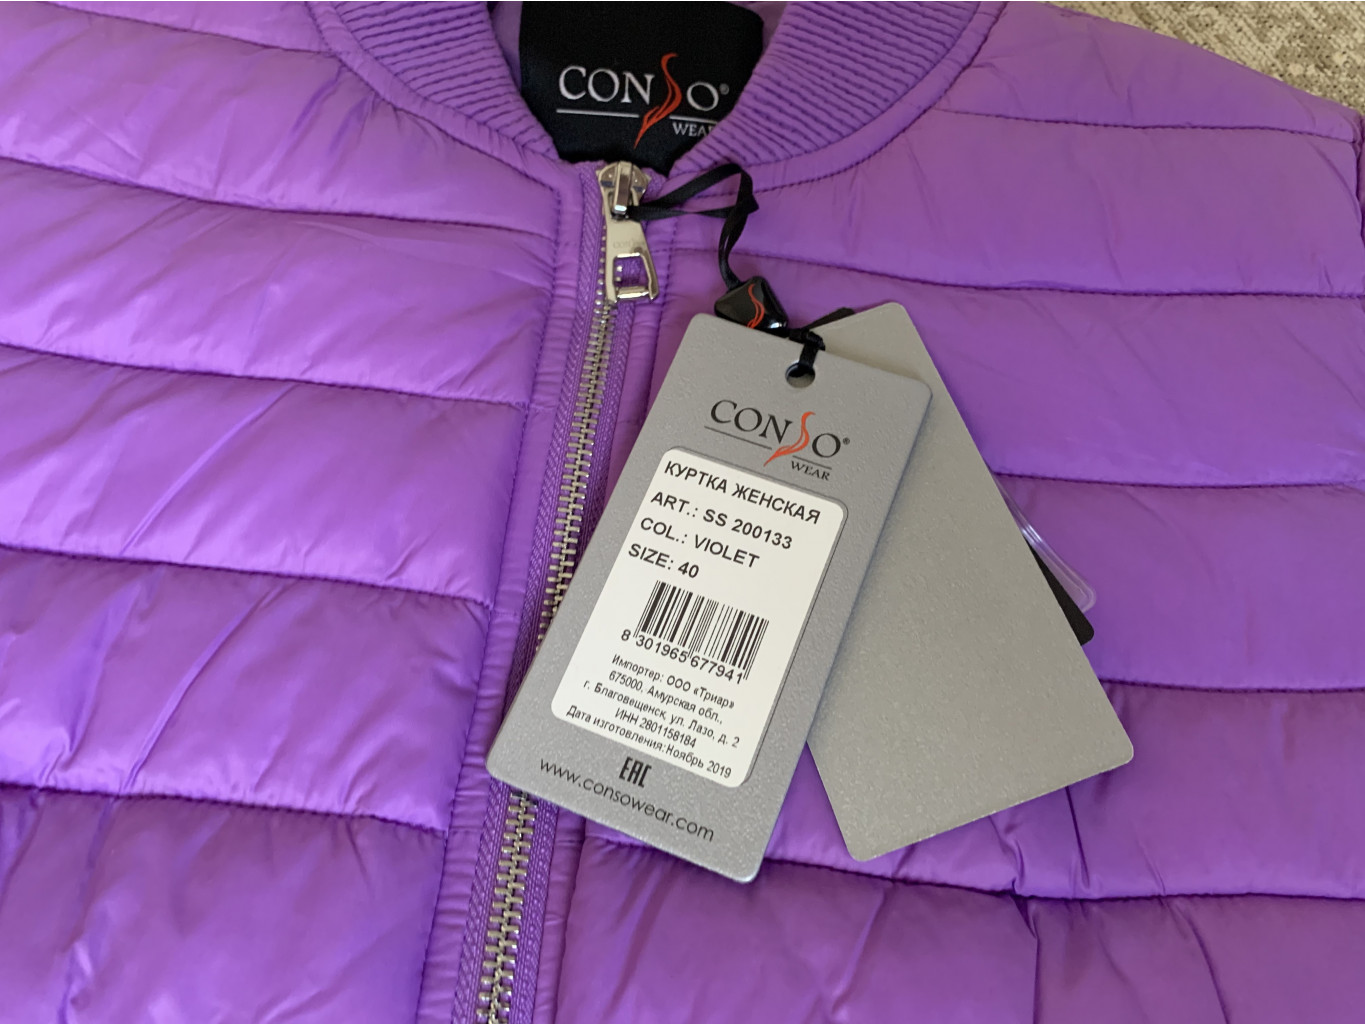 CONSO®
WEAR
CONSO®
WEAR
КУРТКА ЖЕНСКАЯ
ART.: SS 200133
COL.: VIOLET
SIZE: 40
8 301965 677941
Импортер: ООО «Триар»
675000, Амурская обл.,
г. Благовещенск, ул. Лазо, д. 2
ИНН 2801158184
Дата изготовления:Ноябрь 2019
EAC
www.consowear.com